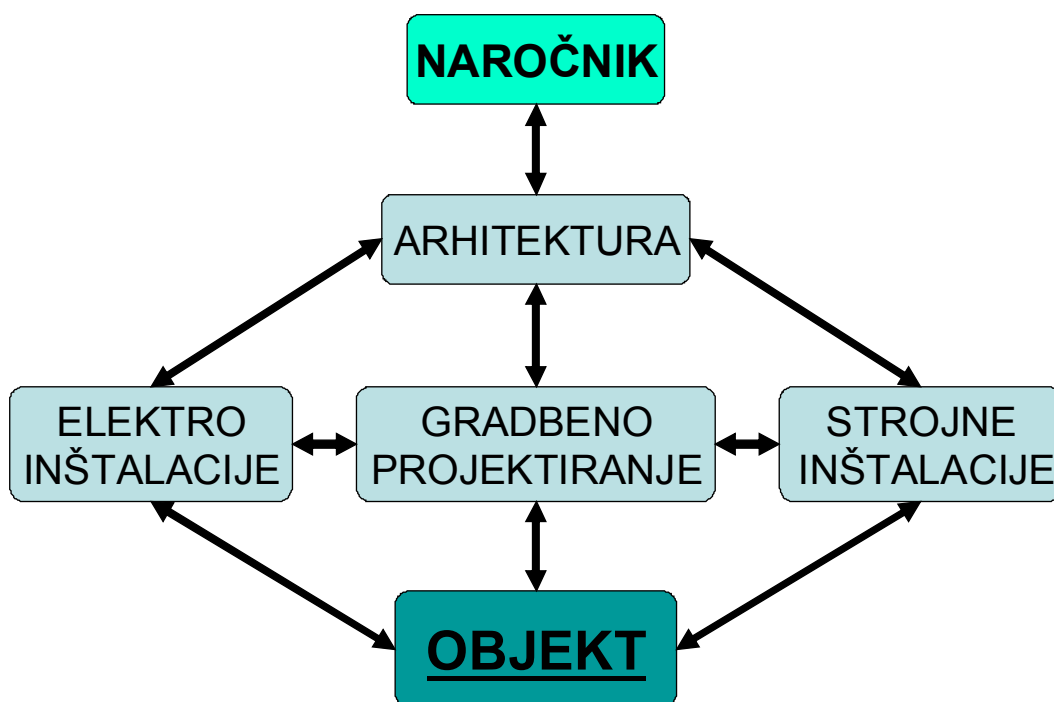 NAROČNIK
ARHITEKTURA
ELEKTRO
INŠTALACIJE
GRADBENO
PROJEKTIRANJE
STROJNE
INŠTALACIJE
OBJEKT